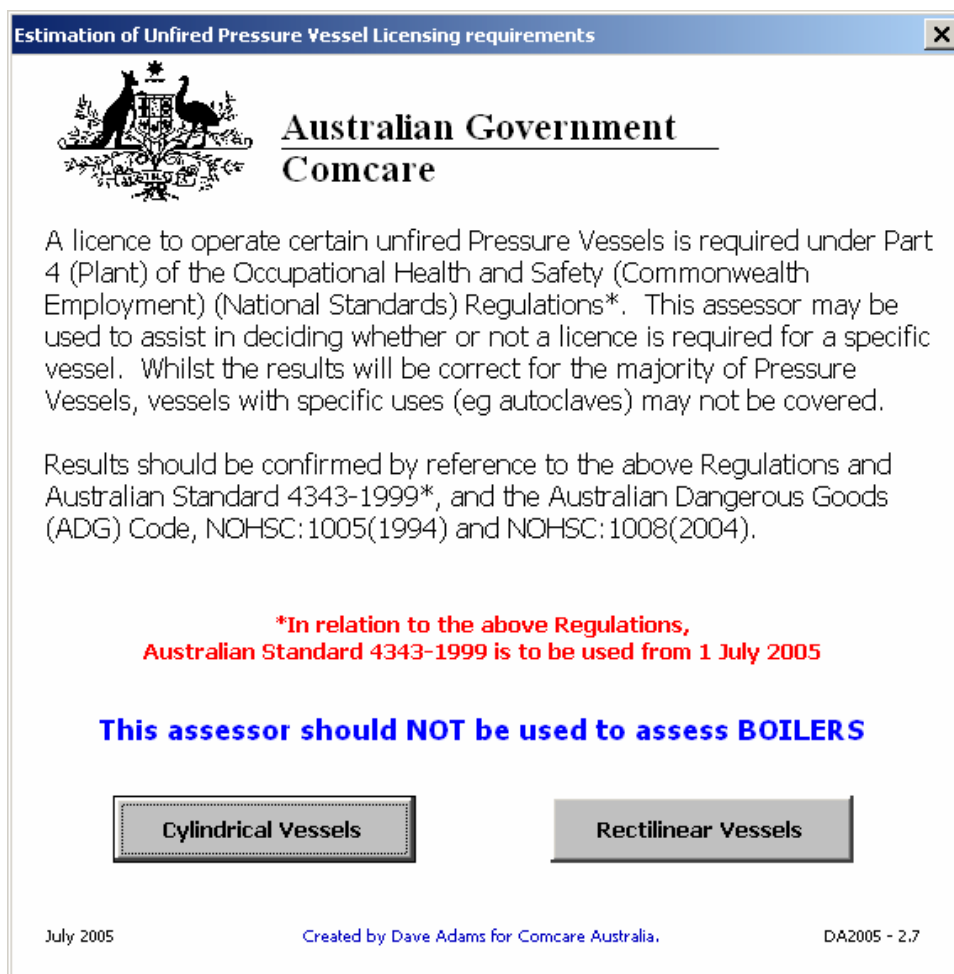 Estimation of Unfired Pressure Vessel Licensing requirements
Australian Government
Comcare
A licence to operate certain unfired Pressure Vessels is required under Part
4 (Plant) of the Occupational Health and Safety (Commonwealth
Employment) (National Standards) Regulations*.  This assessor may be
used to assist in deciding whether or not a licence is required for a specific
vessel.  Whilst the results will be correct for the majority of Pressure
Vessels, vessels with specific uses (eg autoclaves) may not be covered.
Results should be confirmed by reference to the above Regulations and
Australian Standard 4343-1999*, and the Australian Dangerous Goods
(ADG) Code, NOHSC:1005(1994) and NOHSC:1008(2004).
*In relation to the above Regulations,
Australian Standard 4343-1999 is to be used from 1 July 2005
This assessor should NOT be used to assess BOILERS
Cylindrical Vessels
Rectilinear Vessels
July 2005
Created by Dave Adams for Comcare Australia.
DA2005 - 2.7